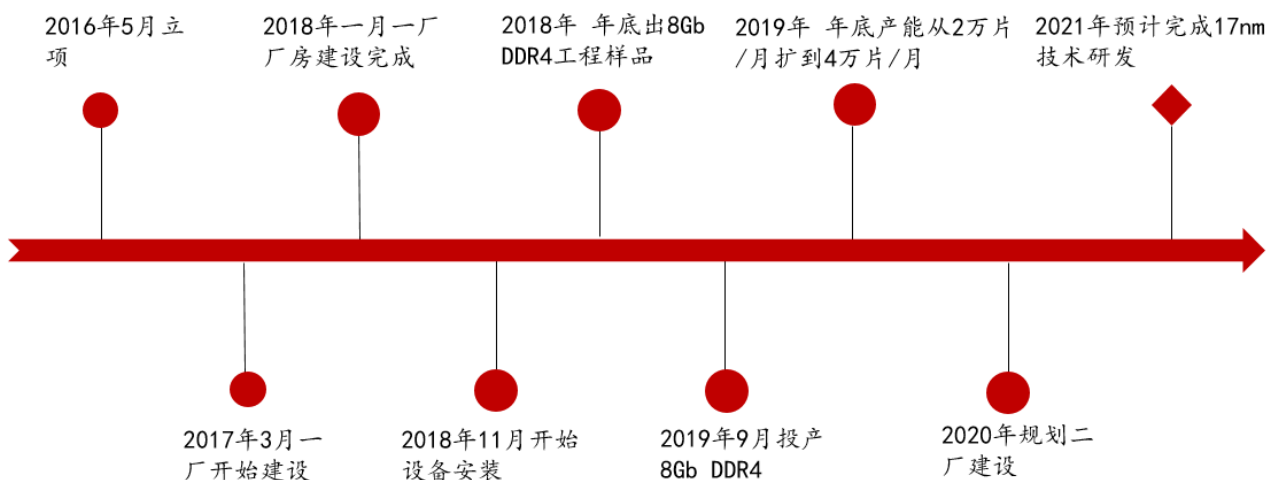 2016年5月立
项
2018年一月一厂
厂房建设完成
2018年 年底出8Gb
DDR4工程样品
2019年 年底产能从2万片
/月扩到4万片/月
2021年预计完成17nm
技术研发
2017年3月一
厂开始建设
2018年11月开始
设备安装
2019年9月投产
8Gb DDR4
2020年规划二
厂建设